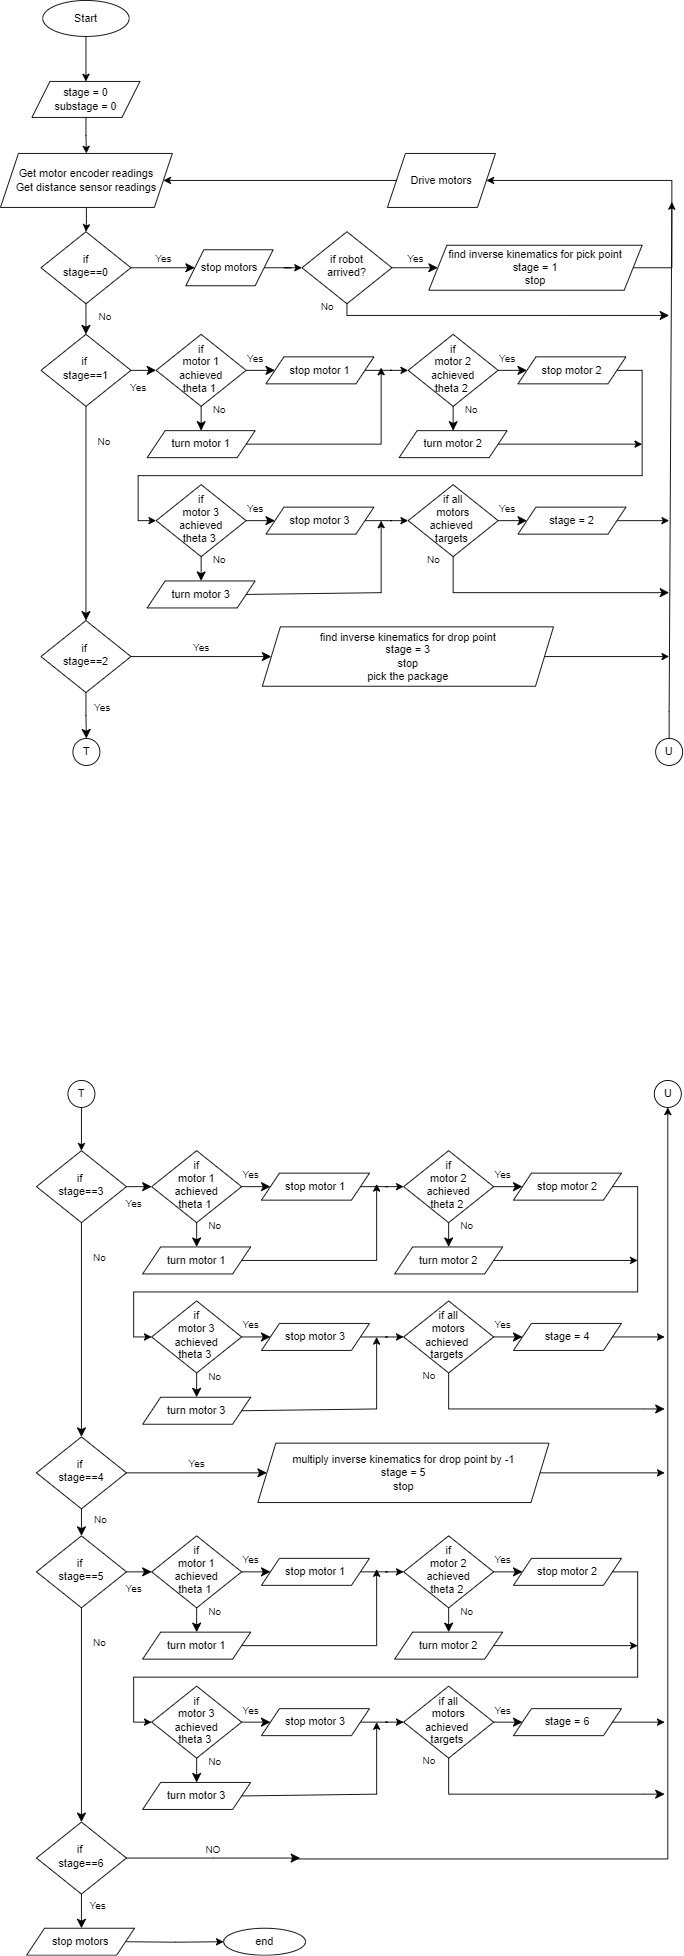 Start
stage = 0
substage = 0
Get motor encoder readings
Get distance sensor readings
Drive motors
if
stage==0
Yes
stop motors
if robot
arrived?
Yes
find inverse kinematics for pick point
stage = 1
stop
No
No
if
stage==1
Yes
if
motor 1
achieved
theta 1
Yes
stop motor 1
No
turn motor 1
if
motor 2
achieved
theta 2
Yes
stop motor 2
No
turn motor 2
No
if
motor 3
achieved
theta 3
Yes
stop motor 3
No
turn motor 3
if all
motors
achieved
targets
Yes
stage = 2
No
if
stage==2
Yes
find inverse kinematics for drop point
stage = 3
stop
pick the package
Yes
T
U
T
U
if
stage==3
Yes
if
motor 1
achieved
theta 1
Yes
stop motor 1
No
turn motor 1
if
motor 2
achieved
theta 2
Yes
stop motor 2
No
turn motor 2
No
if
motor 3
achieved
theta 3
Yes
stop motor 3
No
turn motor 3
if all
motors
achieved
targets
Yes
stage = 4
No
if
stage==4
Yes
multiply inverse kinematics for drop point by -1
stage = 5
stop
No
if
stage==5
Yes
if
motor 1
achieved
theta 1
Yes
stop motor 1
No
turn motor 1
if
motor 2
achieved
theta 2
Yes
stop motor 2
No
turn motor 2
No
if
motor 3
achieved
theta 3
Yes
stop motor 3
No
turn motor 3
if all
motors
achieved
targets
Yes
stage = 6
No
if
stage==6
NO
Yes
stop motors
end